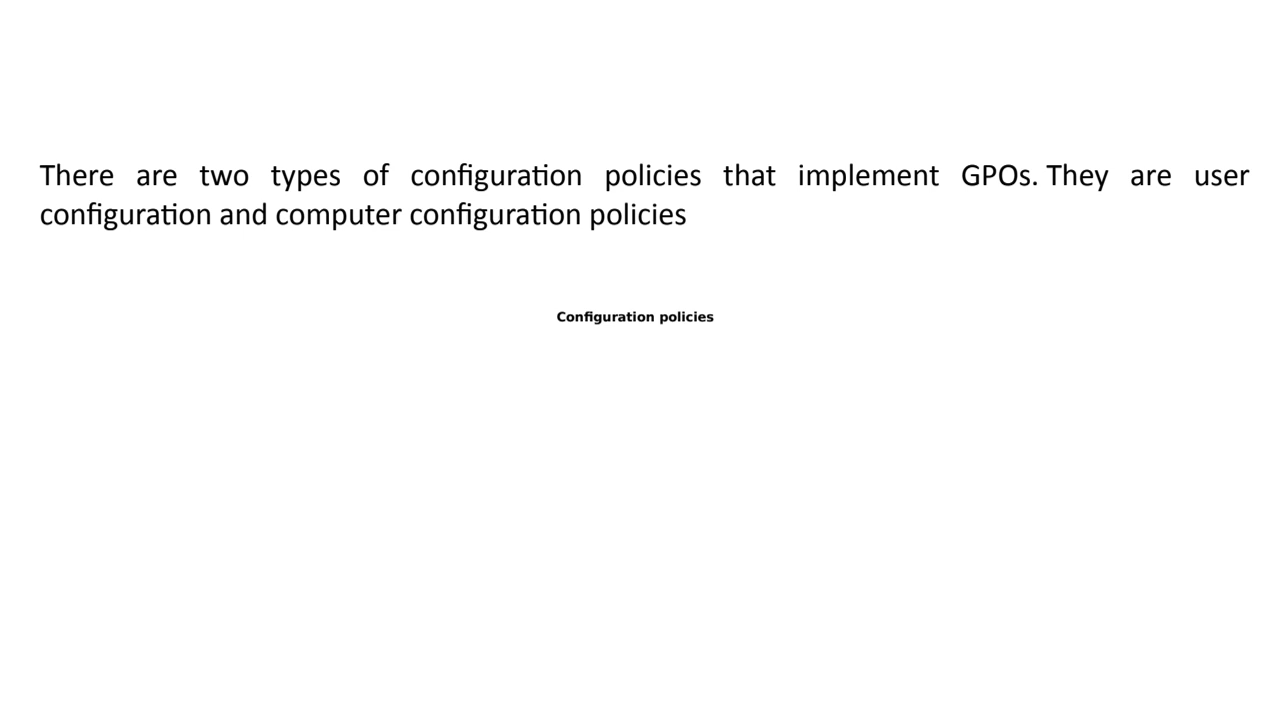 There are two types of configuration policies that implement GPOs. They are user
configuration and computer configuration policies
Configuration policies